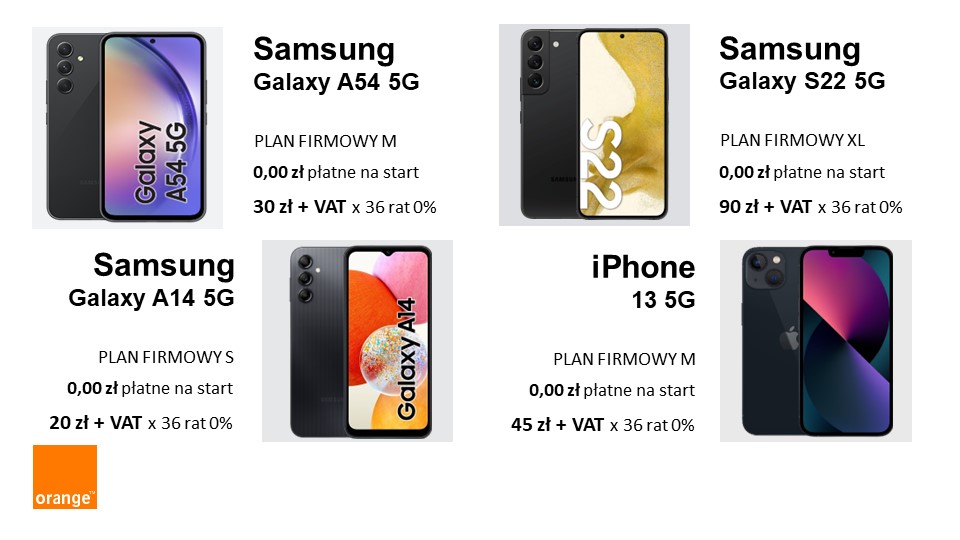 Samsung
Galaxy A54 5G
PLAN FIRMOWY M
0,00 zł płatne na start
30 zł + VAT x 36 rat 0%
Galaxy
A54 5G
Samsung
Galaxy S22 5G
PLAN FIRMOWY XL
0,00 zł płatne na start
90 zł + VAT x 36 rat 0%
SAMSUNG
S22
Samsung
Galaxy A14 5G
PLAN FIRMOWY S
0,00 zł płatne na start
20 zł + VAT x 36 rat 0%
Galaxy A14
iPhone
13 5G
PLAN FIRMOWY M
0,00 zł płatne na start
45 zł + VAT x 36 rat 0%
orange™